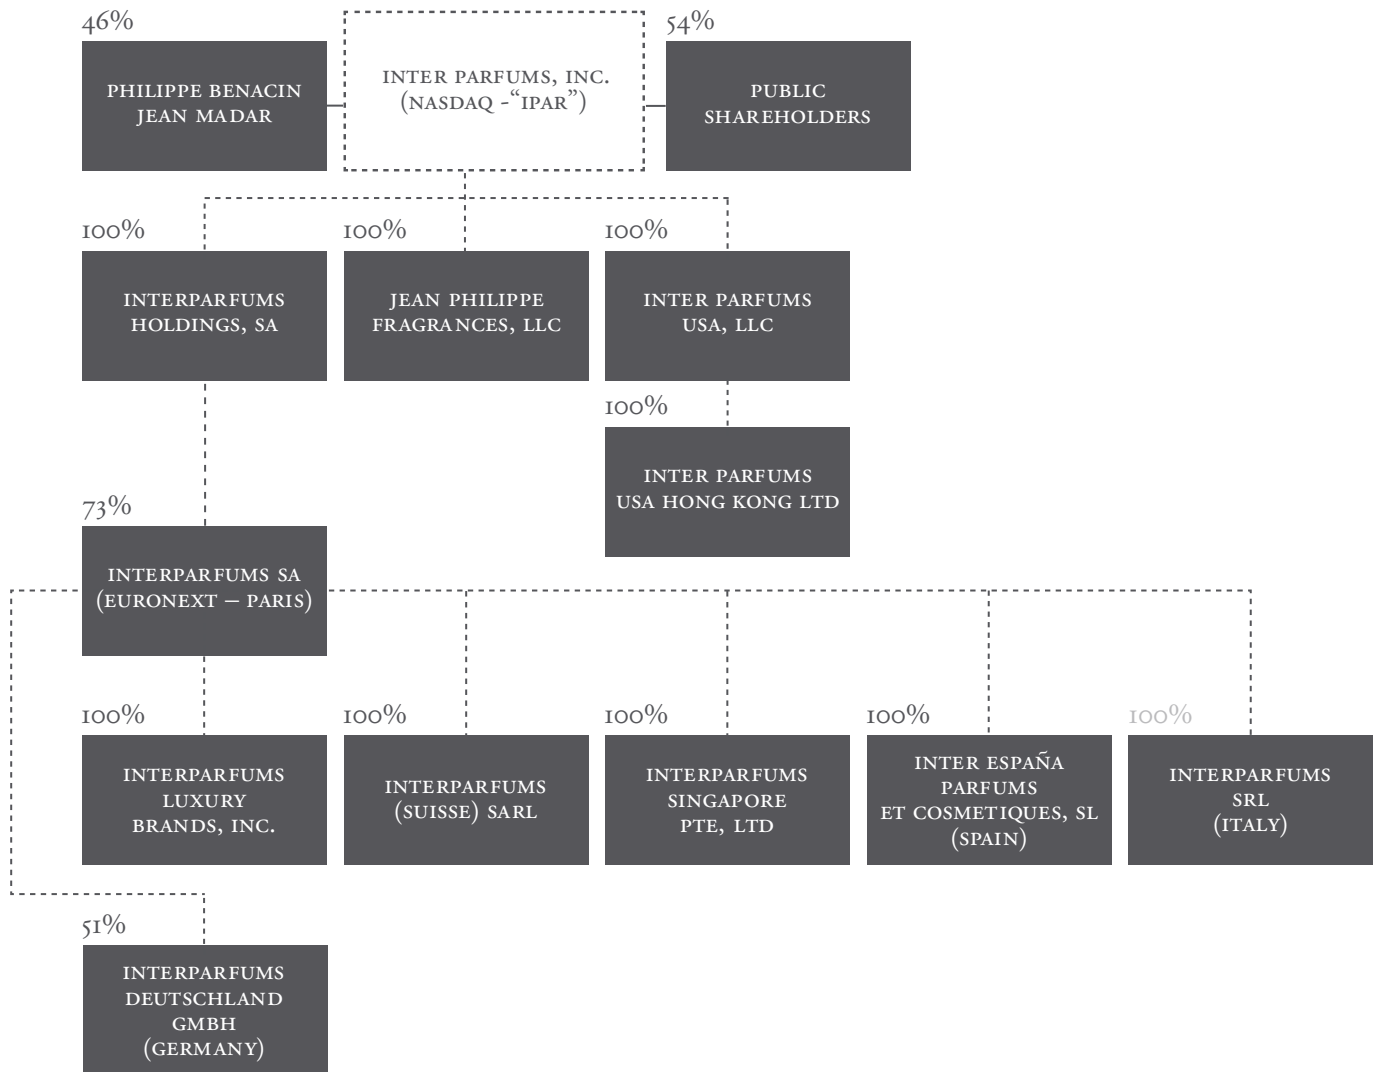 46%
PHILIPPE BENACIN
JEAN MADAR
INTER PARFUMS, INC.
(NASDAQ -“IPAR”)
54%
PUBLIC
SHAREHOLDERS
100%
INTERPARFUMS
HOLDINGS, SA
100%
JEAN PHILIPPE
FRAGRANCES, LLC
100%
INTER PARFUMS
USA, LLC
100%
INTER PARFUMS
USA HONG KONG LTD
73%
INTERPARFUMS SA
(EURONEXT – PARIS)
100%
INTERPARFUMS
LUXURY
BRANDS, INC.
100%
INTERPARFUMS
(SUISSE) SARL
100%
INTERPARFUMS
SINGAPORE
PTE, LTD
100%
INTER ESPAÑA
PARFUMS
ET COSMETIQUES, SL
(SPAIN)
100%
INTERPARFUMS
SRL
(ITALY)
51%
INTERPARFUMS
DEUTSCHLAND
GMBH
(GERMANY)